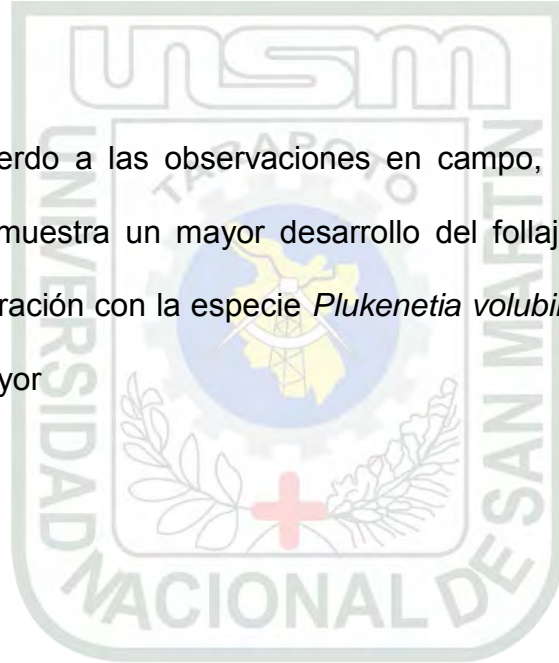 unsm
TARAPOTO
UNIVERSIDAD
erdo a las observaciones en campo,
muestra un mayor desarrollo del follaj
ración con la especie Plukenetia volubi
yor
NACIONAL DE
SAN MARTIN